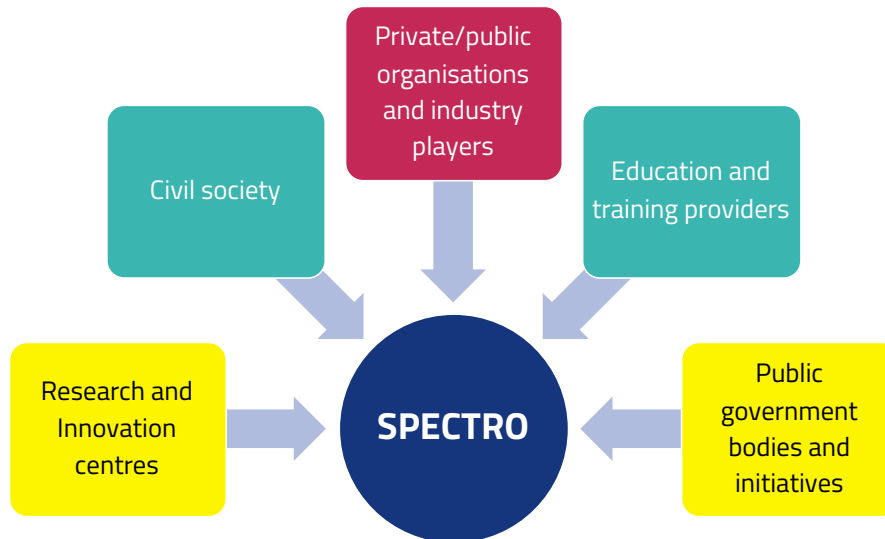 Private/public
organisations
and industry
players
Civil society
Education and
training providers
Research and
Innovation
centres
SPECTRO
Public
government
bodies and
initiatives